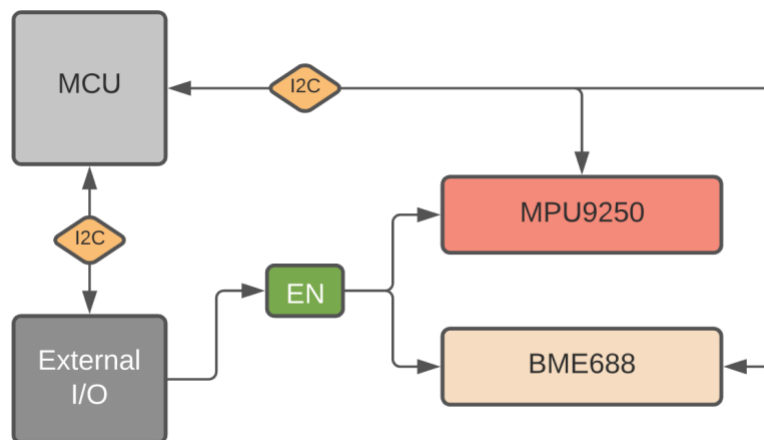 MCU
I2C
I2C
MPU9250
EN
External
I/O
BME688